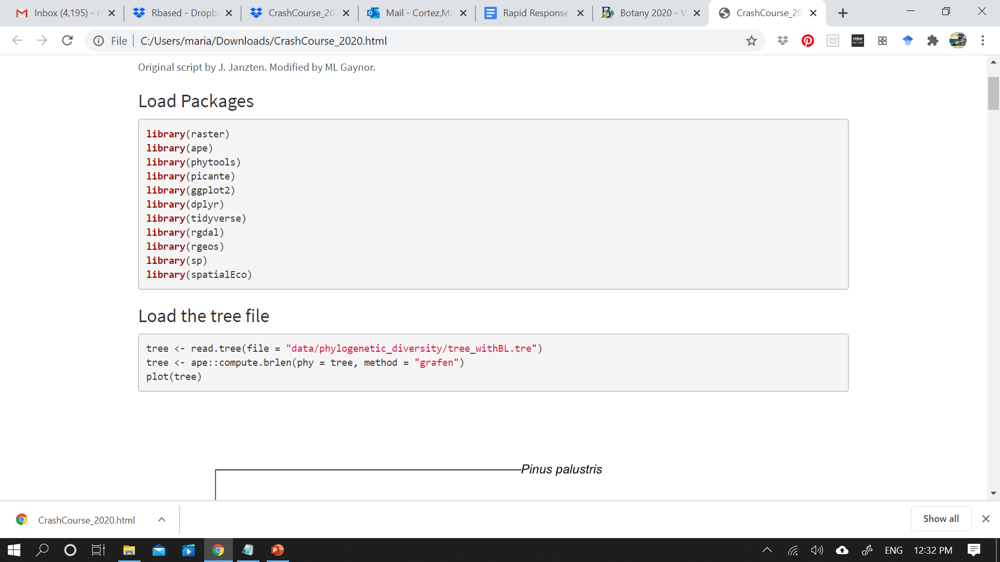 Inbox (4,195) - n
Rbased - Dropb
CrashCourse_20
Mail - Cortez,Ma
Rapid Response
Botany 2020 - V
CrashCourse_20
File
C:/Users/maria/Downloads/CrashCourse_2020.html
Original script by J. Janzten. Modified by ML Gaynor.
Load Packages
library(raster)
library(ape)
library(phytools)
library(picante)
library(ggplot2)
library(dplyr)
library(tidyverse)
library(rgdal)
library(rgeos)
library(sp)
library(spatialEco)
Load the tree file
tree <- read.tree(file = "data/phylogenetic_diversity/tree_withBL.tre")
tree <- ape::compute.brlen(phy = tree, method = "grafen")
plot(tree)
Pinus palustris
CrashCourse_2020.html
Show all
ENG
12:32 PM